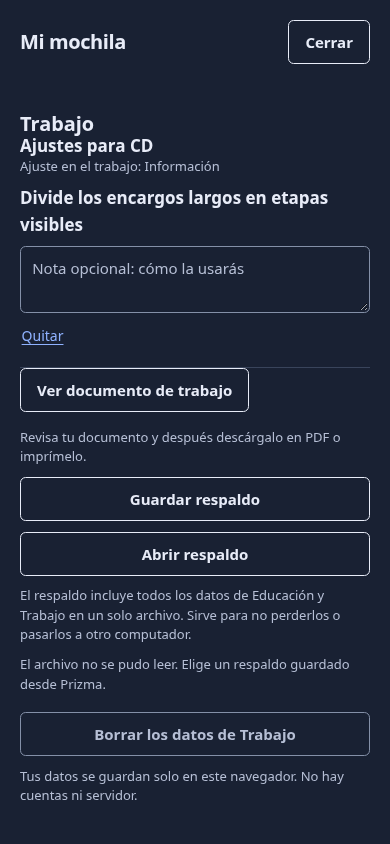 Mi mochila
Cerrar
Trabajo
Ajustes para CD
Ajuste en el trabajo: Información
Divide los encargos largos en etapas
visibles
Nota opcional: cómo la usarás
Quitar
Ver documento de trabajo
Revisa tu documento y después descárgalo en PDF o
imprímelo.
Guardar respaldo
Abrir respaldo
El respaldo incluye todos los datos de Educación y
Trabajo en un solo archivo. Sirve para no perderlos o
pasarlos a otro computador.
El archivo no se pudo leer. Elige un respaldo guardado
desde Prizma.
Borrar los datos de Trabajo
Tus datos se guardan solo en este navegador. No hay
cuentas ni servidor.